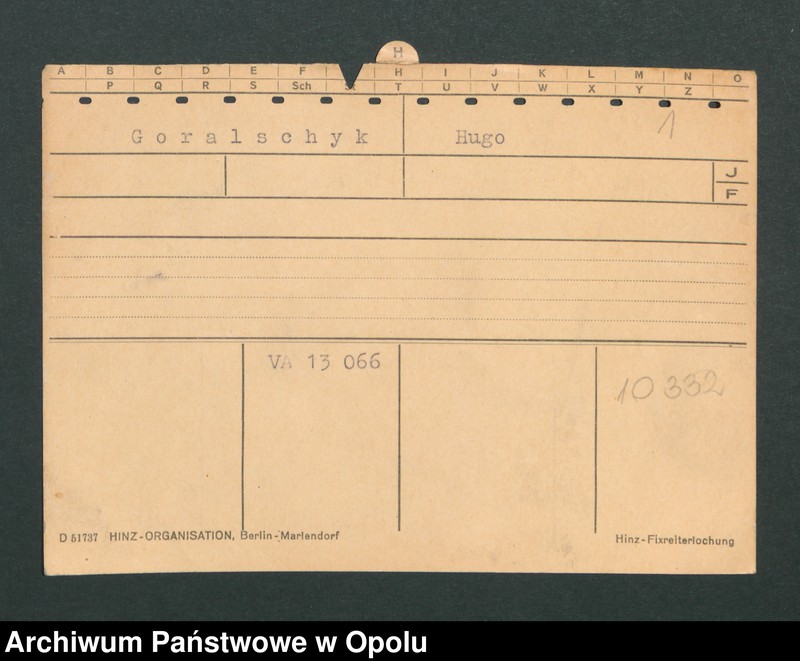 H
A B C D E F H I J K L M N O
P Q R S Sch St T U V W X Y Z
Goralschyk Hugo 1
J
F
VA 13 066
10 332
D 51737 HINZ-ORGANISATION, Berlin-Mariendorf Hinz-Fixreiterlochung
Archiwum Państwowe w Opolu